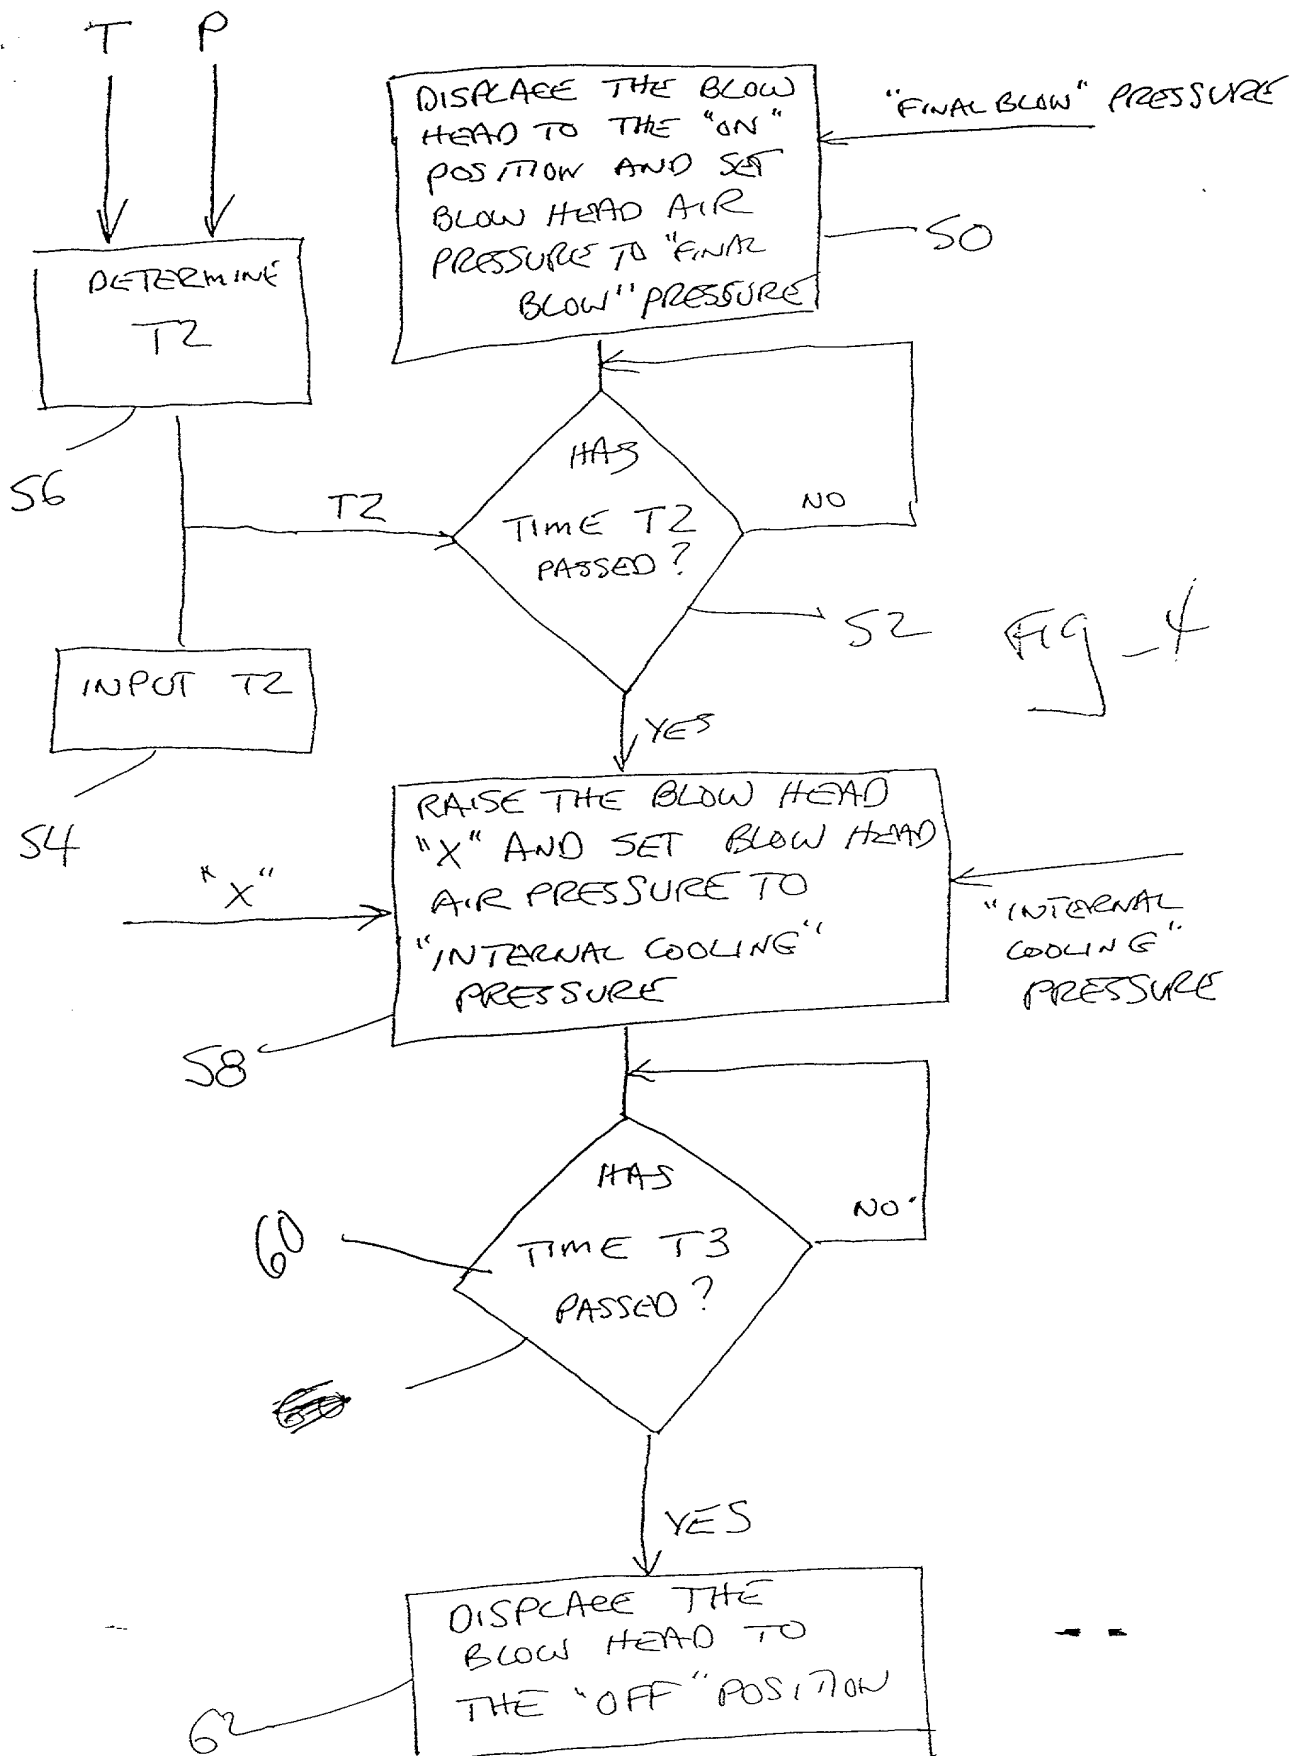 T P
DISPLACE THE BLOW
HEAD TO THE "ON"
POSITION AND SET
BLOW HEAD AIR
PRESSURE TO "FINAL
BLOW" PRESSURE
"FINAL BLOW" PRESSURE
50
DETERMINE
T2
56
T2
HAS
TIME T2
PASSED?
NO
52
Fig_4
INPUT T2
54
YES
RAISE THE BLOW HEAD
"X" AND SET BLOW HEAD
AIR PRESSURE TO
"INTERNAL COOLING"
PRESSURE
"X"
"INTERNAL
COOLING"
PRESSURE
58
HAS
TIME T3
PASSED?
NO
60
YES
DISPLACE THE
BLOW HEAD TO
THE "OFF" POSITION
62